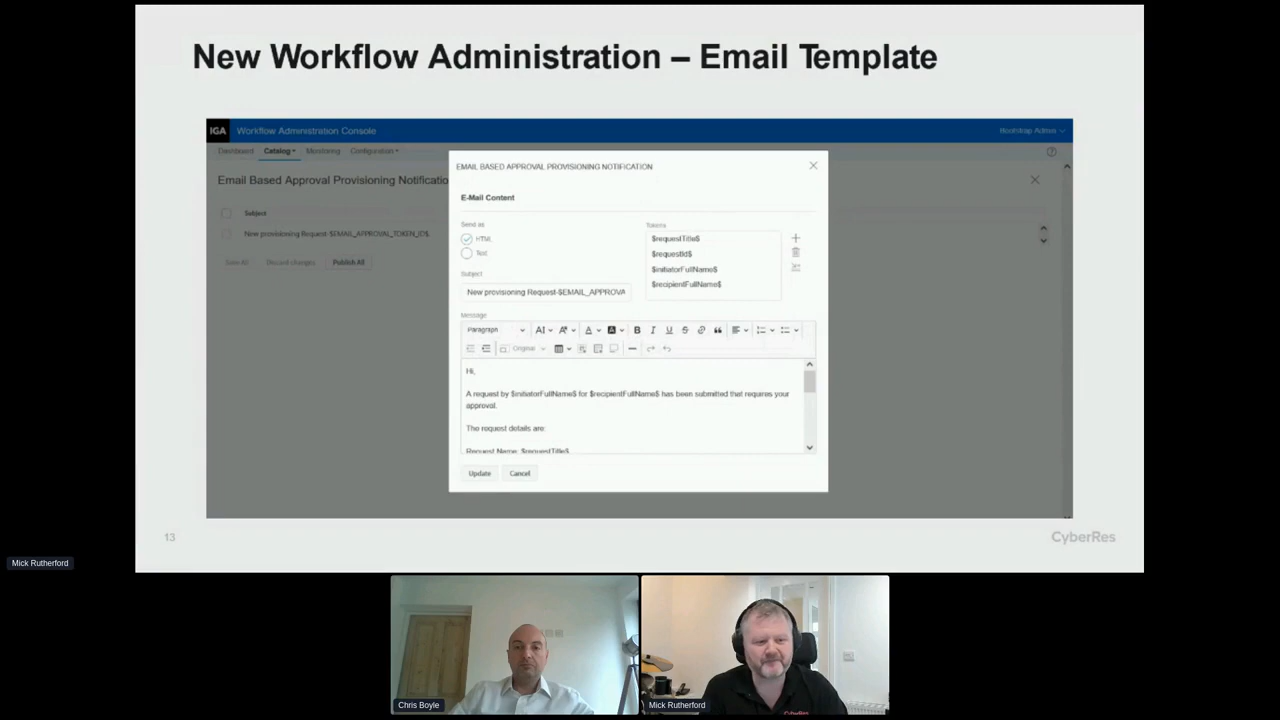 New Workflow Administration – Email Template
IGA Workflow Administration Console
Bootstrap Admin
Dashboard Catalog Monitoring Configuration
Email Based Approval Provisioning Notificatio
Subject
New provisioning Request-$EMAIL_APPROVAL_TOKEN_ID$
Save All Discard changes Publish All
EMAIL BASED APPROVAL PROVISIONING NOTIFICATION
E-Mail Content
Send as
HTML
Text
Subject
New provisioning Request-$EMAIL_APPROVA
Tokens
$requestTitle$
$requestId$
$initiatorFullName$
$recipientFullName$
Message
Paragraph
Original
Hi,
A request by $initiatorFullName$ for $recipientFullName$ has been submitted that requires your
approval.
The request details are:
Request Name: $requestTitle$
Update Cancel
13
CyberRes
Mick Rutherford
Chris Boyle
Mick Rutherford
CyberRes